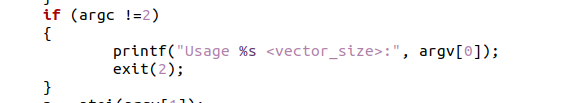 if (argc !=2)
{
printf("Usage %s <vector_size>:", argv[0]);
exit(2);
}